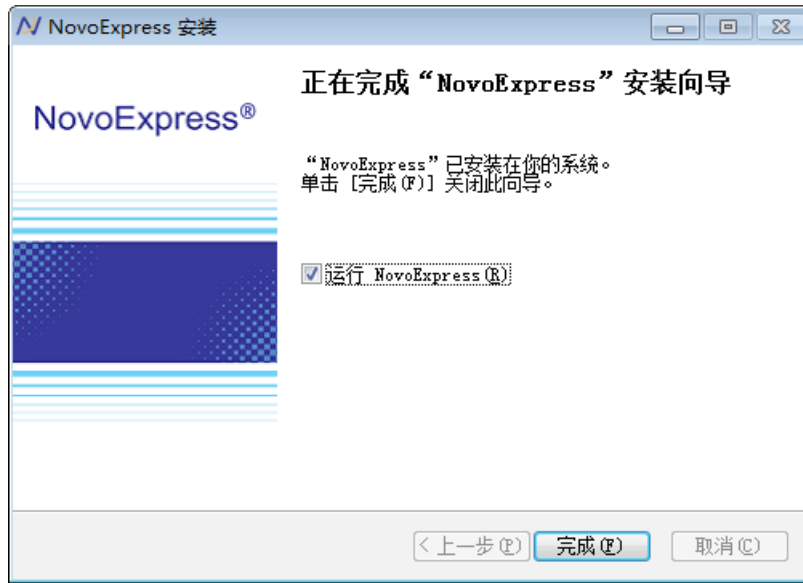 NovoExpress 安装
NovoExpress®
正在完成“NovoExpress”安装向导
“NovoExpress”已安装在你的系统。
单击 [完成(F)] 关闭此向导。
运行 NovoExpress(R)
< 上一步(P)
完成(F)
取消(C)